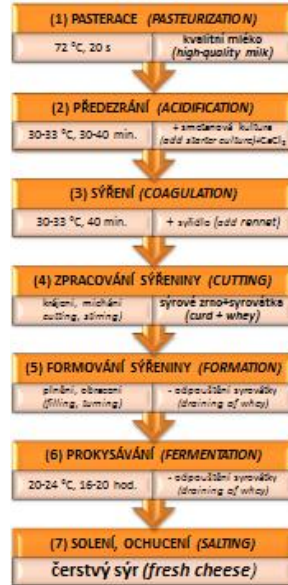 (1) PASTERACE (PASTEURIZATION)
72 °C, 20 s
kvalitní mléko
(high-quality milk)
(2) PŘEDEZRÁNÍ (ACIDIFICATION)
30-33 °C, 30-40 min.
+ smetanová kultura
(add starter culture)+CaCl₂
(3) SÝŘENÍ (COAGULATION)
30-33 °C, 40 min.
+ syřidlo (add rennet)
(4) ZPRACOVÁNÍ SÝŘENINY (CUTTING)
krájení, míchání
cutting, stirring)
sýrové zrno+syrovátka
(curd + whey)
(5) FORMOVÁNÍ SÝŘENINY (FORMATION)
plnění, obracení
(filling, turning)
- odpouštění syrovátky
(draining of whey)
(6) PROKYSÁVÁNÍ (FERMENTATION)
20-24 °C, 16-20 hod.
- odpouštění syrovátky
(draining of whey)
(7) SOLENÍ, OCHUCENÍ (SALTING)
čerstvý sýr (fresh cheese)